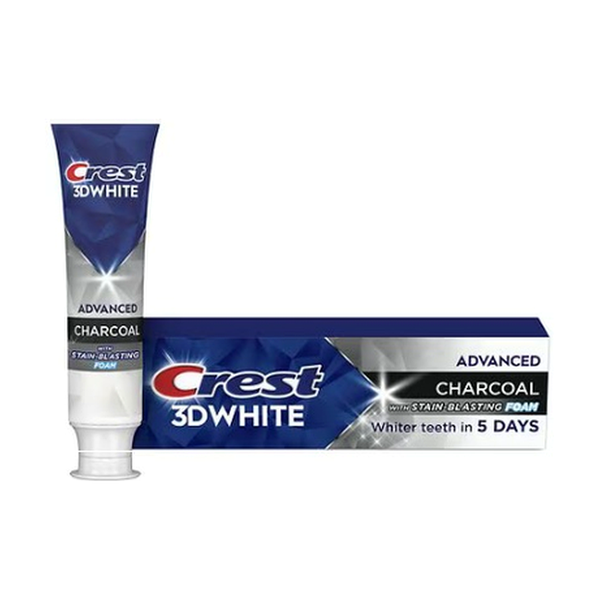 Crest
3DWHITE
ADVANCED
CHARCOAL
WITH
STAIN-BLASTING
FOAM
Crest
3DWHITE
ADVANCED
CHARCOAL
WITH STAIN-BLASTING FOAM
Whiter teeth in 5 DAYS